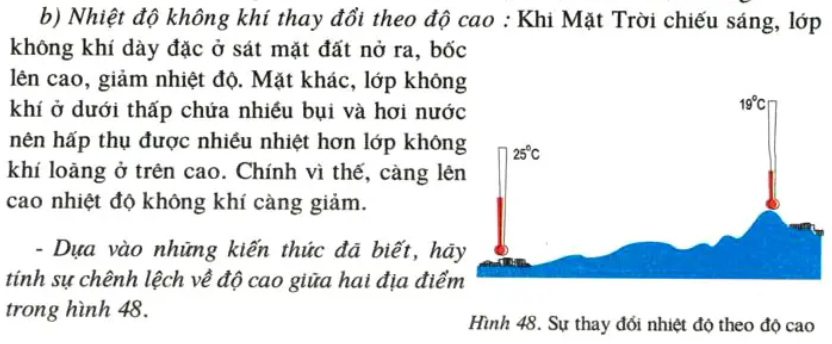 b) Nhiệt độ không khí thay đổi theo độ cao : Khi Mặt Trời chiếu sáng, lớp
không khí dày đặc ở sát mặt đất nở ra, bốc
lên cao, giảm nhiệt độ. Mặt khác, lớp không
khí ở dưới thấp chứa nhiều bụi và hơi nước
nên hấp thụ được nhiều nhiệt hơn lớp không
khí loãng ở trên cao. Chính vì thế, càng lên
cao nhiệt độ không khí càng giảm.
- Dựa vào những kiến thức đã biết, hãy
tính sự chênh lệch về độ cao giữa hai địa điểm
trong hình 48.
19°C
25°C
Hình 48. Sự thay đổi nhiệt độ theo độ cao